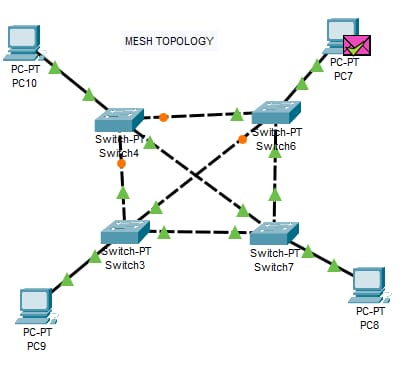 MESH TOPOLOGY
PC-PT
PC10
PC-PT
PC7
Switch-PT
Switch4
Switch-PT
Switch6
Switch-PT
Switch3
Switch-PT
Switch7
PC-PT
PC9
PC-PT
PC8